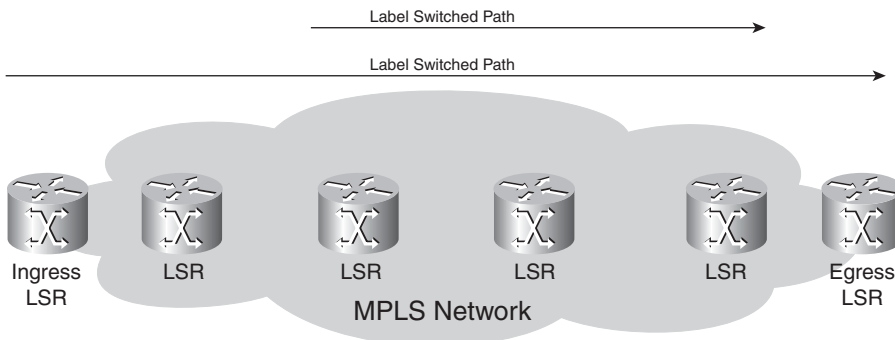 Label Switched Path
Label Switched Path
Ingress
LSR
LSR
LSR
LSR
LSR
Egress
LSR
MPLS Network